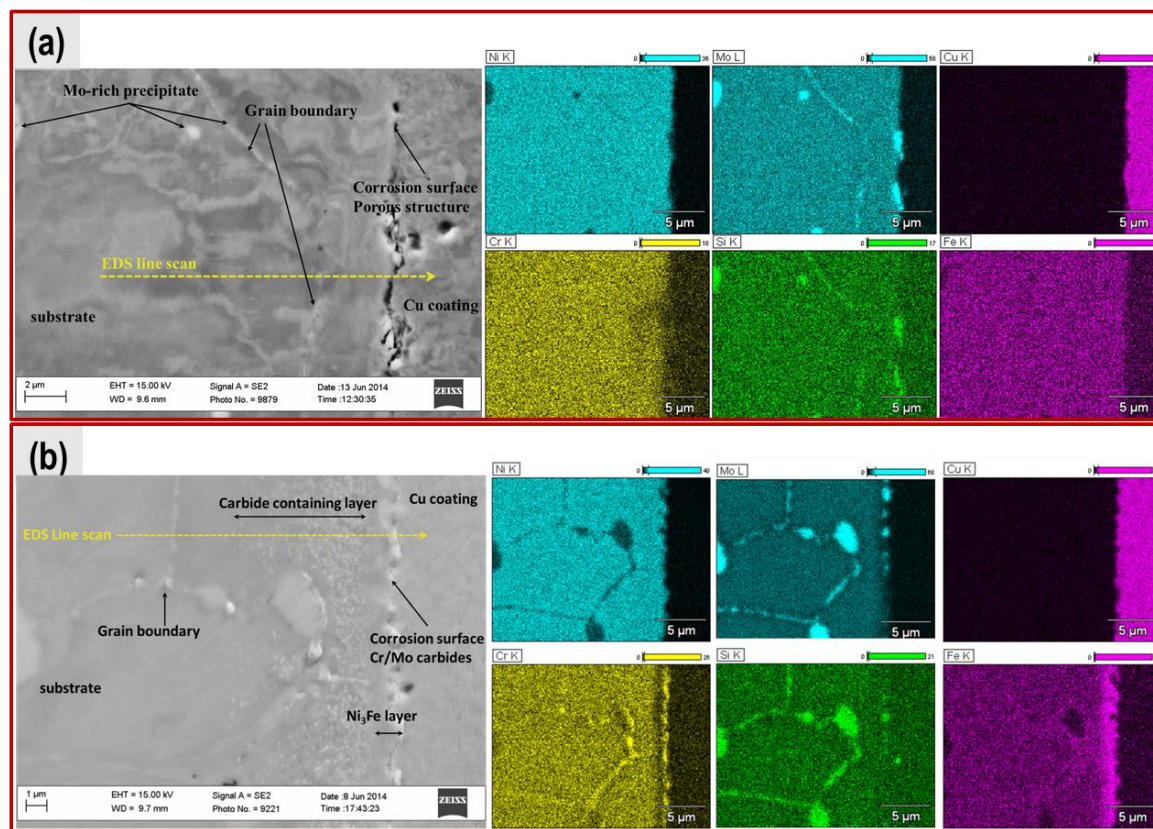 (a)
Mo-rich precipitate
Grain boundary
Corrosion surface
Porous structure
EDS line scan
substrate
Cu coating
2 µm
EHT = 15.00 kV
Signal A = SE2
Date :13 Jun 2014
WD = 9.6 mm
Photo No. = 9879
Time :12:30:35
ZEISS
Ni K
0
36
5 µm
Mo L
0
58
5 µm
Cu K
0
5 µm
Cr K
0
18
5 µm
Si K
0
17
5 µm
Fe K
0
5 µm
(b)
Cu coating
Carbide containing layer
EDS Line scan
Grain boundary
Corrosion surface
Cr/Mo carbides
substrate
Ni₃Fe layer
1 µm
EHT = 15.00 kV
Signal A = SE2
Date :8 Jun 2014
WD = 9.7 mm
Photo No. = 9221
Time :17:43:23
ZEISS
Ni K
0
40
5 µm
Mo L
0
5 µm
Cu K
0
5 µm
Cr K
0
5 µm
Si K
0
21
5 µm
Fe K
0
5 µm